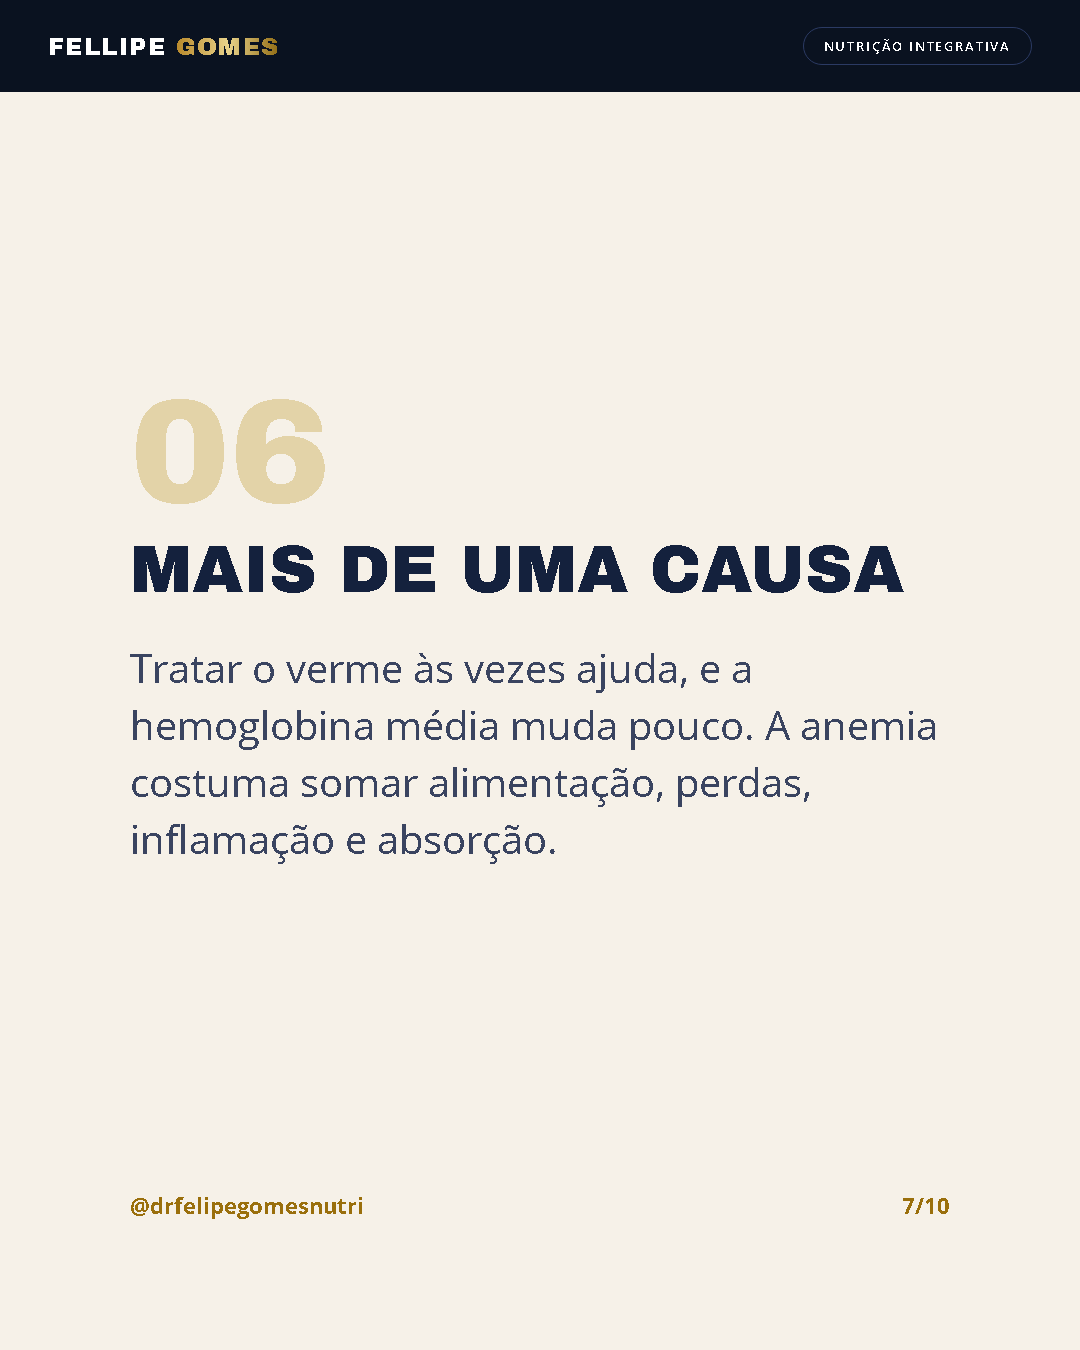 FELLIPE GOMES
NUTRIÇÃO INTEGRATIVA
06
MAIS DE UMA CAUSA
Tratar o verme às vezes ajuda, e a
hemoglobina média muda pouco. A anemia
costuma somar alimentação, perdas,
inflamação e absorção.
@drfelipegomesnutri
7/10